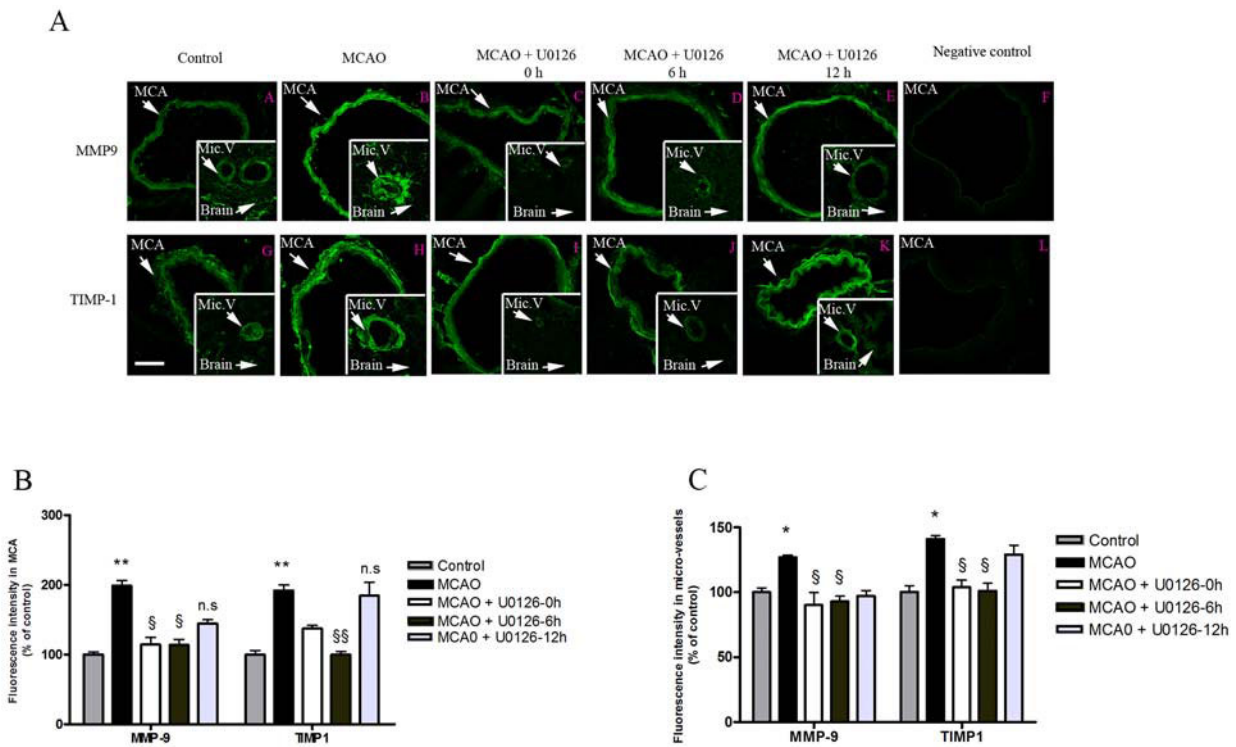 A
Control
MCAO
MCAO + U0126
0 h
MCAO + U0126
6 h
MCAO + U0126
12 h
Negative control
MMP9
MCA
A
Mic.V
Brain
MCA
B
Mic.V
Brain
MCA
C
Mic.V
Brain
MCA
D
Mic.V
Brain
MCA
E
Mic.V
Brain
MCA
F
TIMP-1
MCA
G
Mic.V
Brain
MCA
H
Mic.V
Brain
MCA
I
Mic.V
Brain
MCA
J
Mic.V
Brain
MCA
K
Mic.V
Brain
MCA
L
B
Fluorescence intensity in MCA
(% of control)
300
200
100
0
** § § n.s
** §§ n.s
MMP-9 TIMP1
Control
MCAO
MCAO + U0126-0h
MCAO + U0126-6h
MCA0 + U0126-12h
C
Fluorescence intensity in micro-vessels
(% of control)
150
100
50
0
* § §
* § §
MMP-9 TIMP1
Control
MCAO
MCAO + U0126-0h
MCAO + U0126-6h
MCA0 + U0126-12h